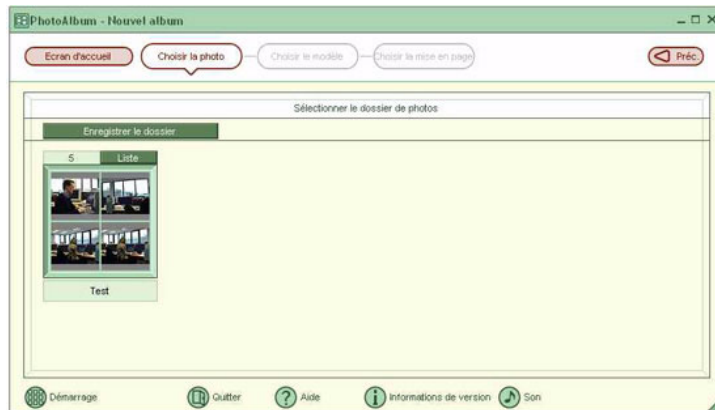 PhotoAlbum - Nouvel album
Ecran d'accueil Choisir la photo Choisir le modèle Choisir la mise en page Préc.
Sélectionner le dossier de photos
Enregistrer le dossier
5 Liste
Test
Démarrage Quitter Aide Informations de version Son